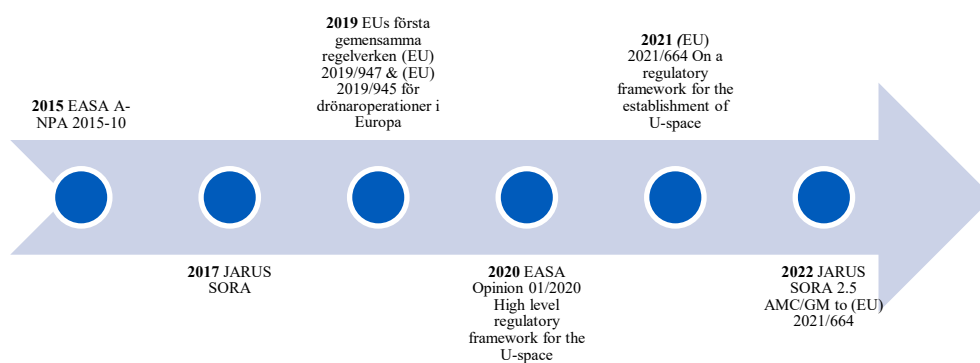 2015 EASA A-
NPA 2015-10
2017 JARUS
SORA
2019 EUs första
gemensamma
regelverken (EU)
2019/947 & (EU)
2019/945 för
drönaroperationer i
Europa
2020 EASA
Opinion 01/2020
High level
regulatory
framework for the
U-space
2021 (EU)
2021/664 On a
regulatory
framework for the
establishment of
U-space
2022 JARUS
SORA 2.5
AMC/GM to (EU)
2021/664